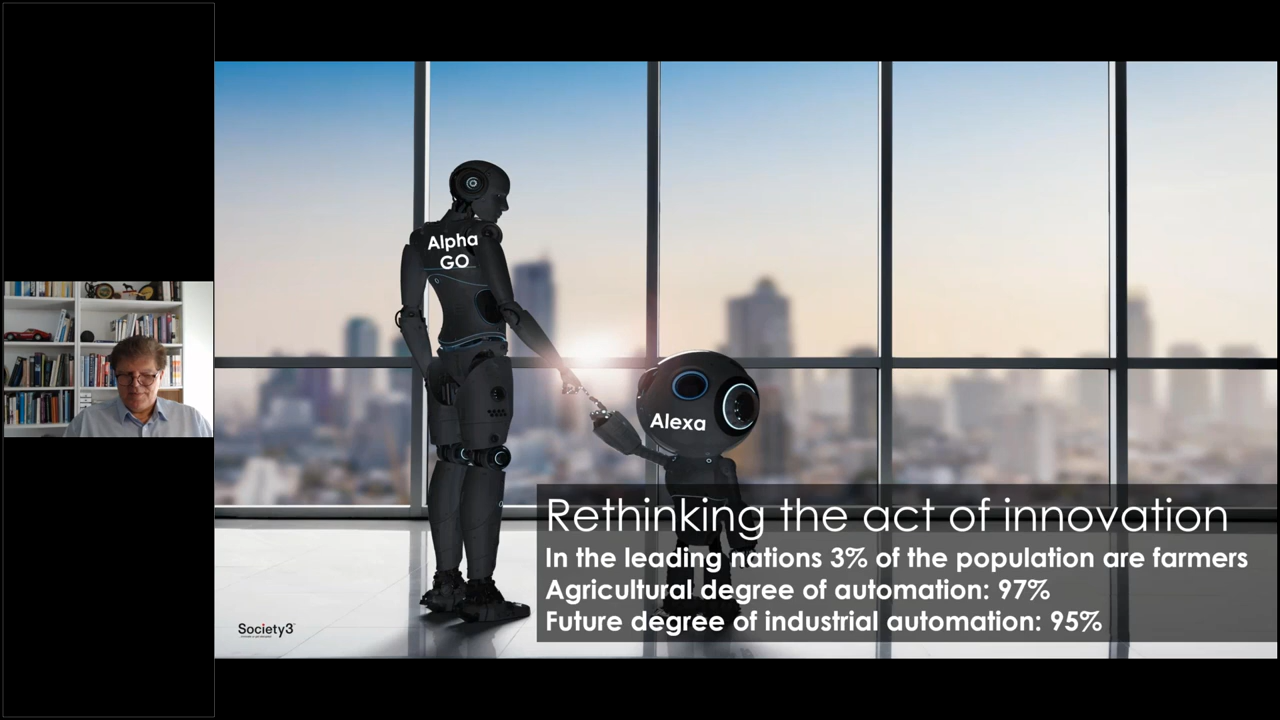 Alpha
GO
Alexa
Rethinking the act of innovation
In the leading nations 3% of the population are farmers
Agricultural degree of automation: 97%
Future degree of industrial automation: 95%
Society3